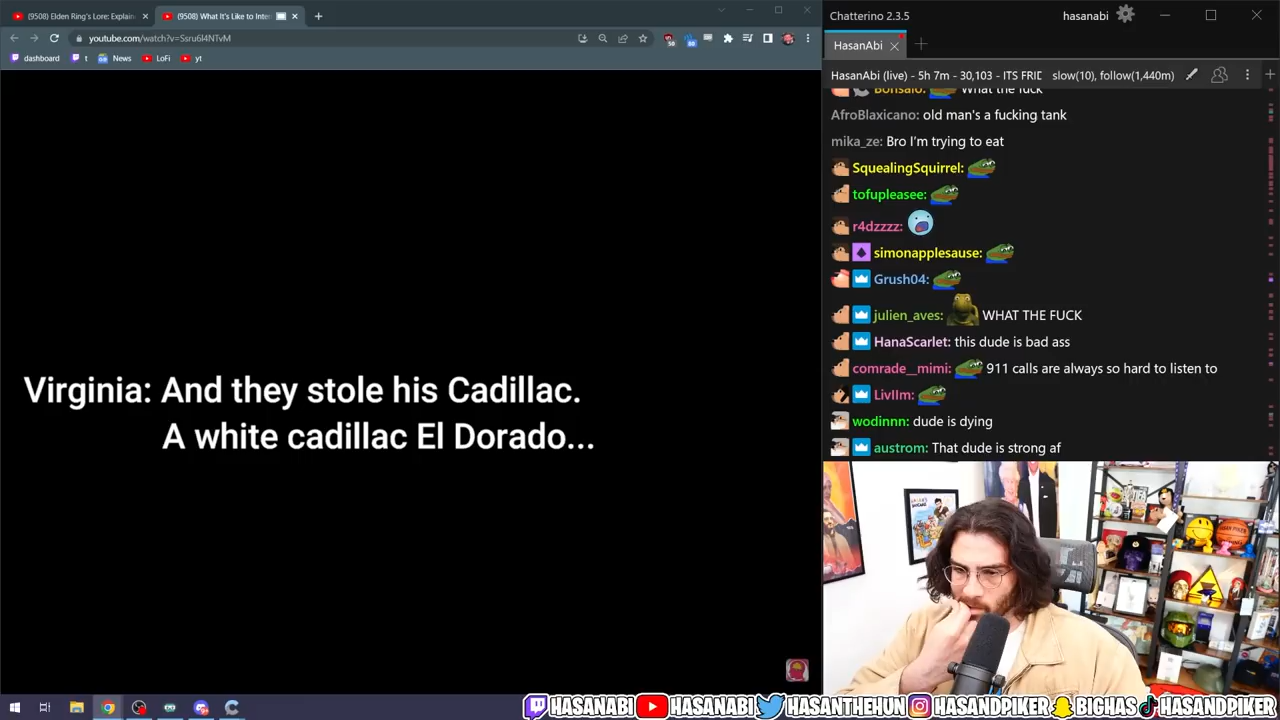 (9508) Elden Ring's Lore: Explain
(9508) What It's Like to Inte
youtube.com/watch?v=Ssru6l4NTvM
dashboard
t
News
LoFi
yt
Virginia: And they stole his Cadillac.
A white cadillac El Dorado...
Chatterino 2.3.5
hasanabi
HasanAbi
HasanAbi (live) - 5h 7m - 30,103 - ITS FRID
slow(10), follow(1,440m)
Bonsaló: What the fuck
AfroBlaxicano: old man's a fucking tank
mika_ze: Bro I'm trying to eat
SquealingSquirrel:
tofupleasee:
r4dzzzz:
simonapplesause:
Grush04:
julien_aves: WHAT THE FUCK
HanaScarlet: this dude is bad ass
comrade__mimi: 911 calls are always so hard to listen to
LivIIm:
wodinnn: dude is dying
austrom: That dude is strong af
HASANABI HASANABI HASANTHEHUN HASANDPIKER BIGHAS HASANDPIKER